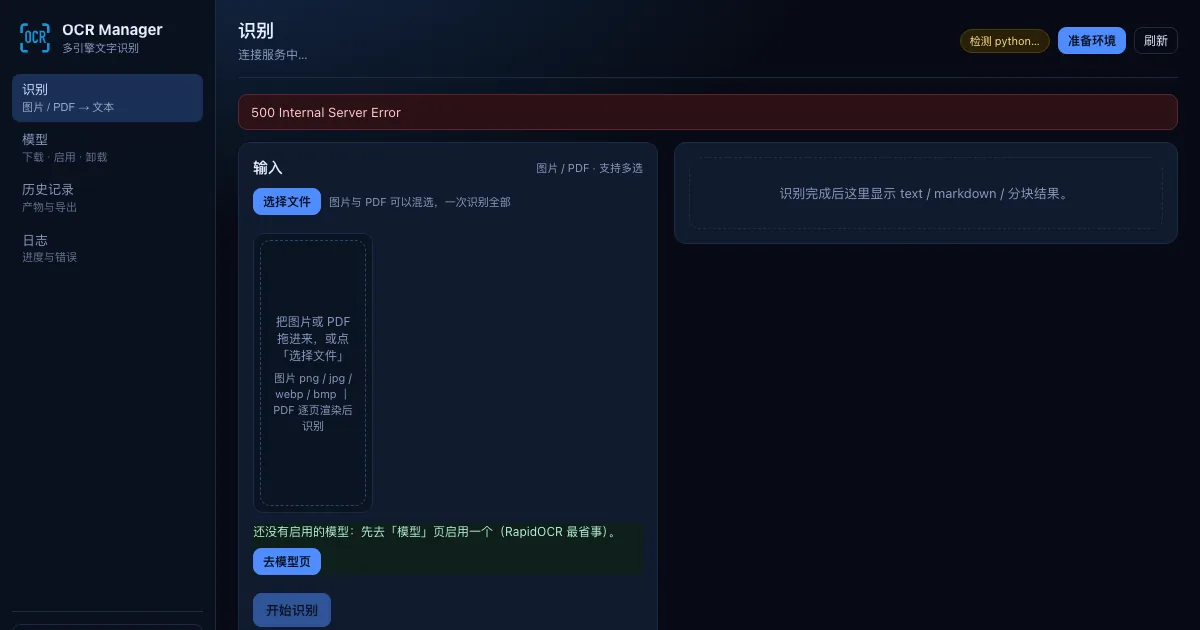 OCR
OCR Manager
多引擎文字识别
识别
图片 / PDF → 文本
模型
下载 · 启用 · 卸载
历史记录
产物与导出
日志
进度与错误
识别
连接服务中...
检测 python...
准备环境
刷新
500 Internal Server Error
输入
图片 / PDF · 支持多选
选择文件
图片与 PDF 可以混选，一次识别全部
把图片或 PDF
拖进来，或点
「选择文件」
图片 png / jpg /
webp / bmp ｜
PDF 逐页渲染后
识别
还没有启用的模型：先去「模型」页启用一个（RapidOCR 最省事）。
去模型页
开始识别
识别完成后这里显示 text / markdown / 分块结果。